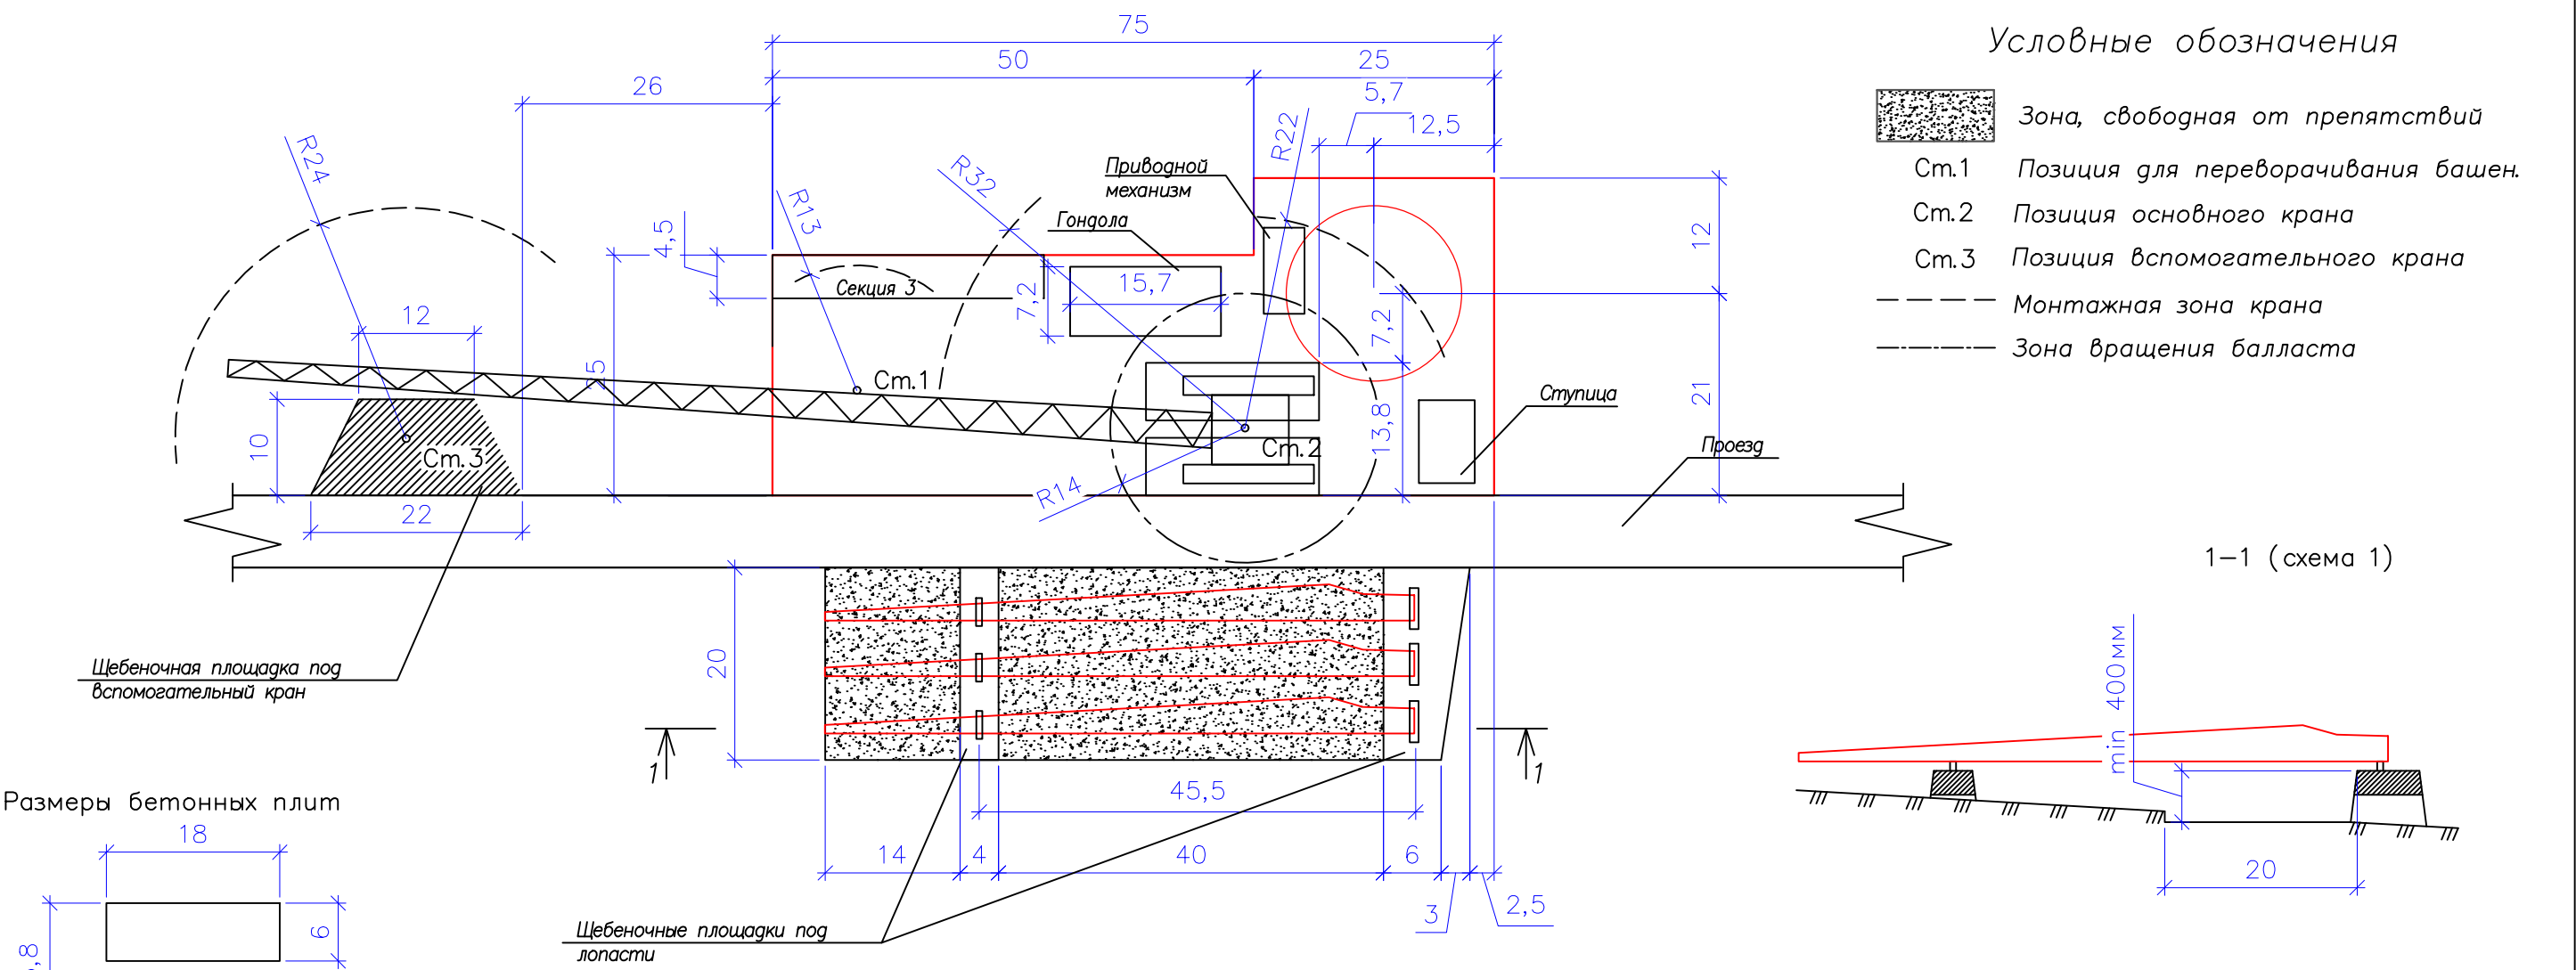 75
50
25
26
5,7
12,5
Условные обозначения
Зона, свободная от препятствий
Ст.1 Позиция для переворачивания башен.
Ст.2 Позиция основного крана
Ст.3 Позиция вспомогательного крана
Монтажная зона крана
Зона вращения балласта
R24
R13
R32
R22
Приводной
механизм
Гондола
4,5
Секция 3
7,2
15,7
12
12
7,2
21
Ст.1
Ступица
10
Ст.3
Ст.2
13,8
Проезд
R14
22
1-1 (схема 1)
Щебеночная площадка под
вспомогательный кран
20
min 400мм
1
1
45,5
Размеры бетонных плит
18
14
4
40
6
3
2,5
20
6
Щебеночные площадки под
лопасти